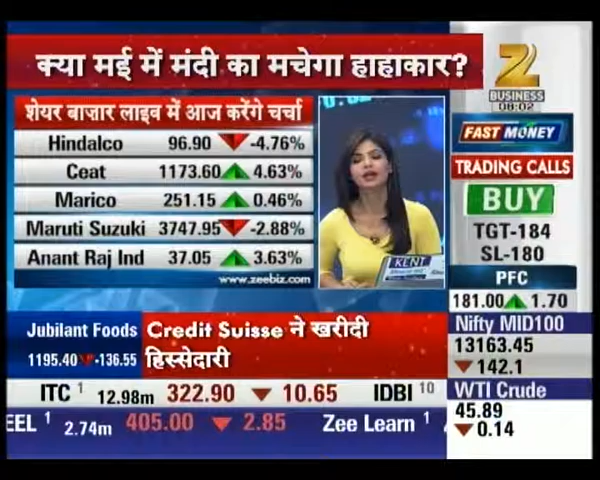 क्या मई में मंदी का मचेगा हाहाकार?
Z
BUSINESS
08:02
शेयर बाज़ार लाइव में आज करेंगे चर्चा
Hindalco 96.90 -4.76%
Ceat 1173.60 4.63%
Marico 251.15 0.46%
Maruti Suzuki 3747.95 -2.88%
Anant Raj Ind 37.05 3.63%
www.zeebiz.com
KENT
FAST MONEY
TRADING CALLS
BUY
TGT-184
SL-180
PFC
181.00 1.70
Jubilant Foods
1195.40 -136.55
Credit Suisse ने खरीदी
हिस्सेदारी
Nifty MID100
13163.45
142.1
WTI Crude
45.89
0.14
ITC 1 12.98m 322.90 10.65 IDBI 10
EEL 1 2.74m 405.00 2.85 Zee Learn 1